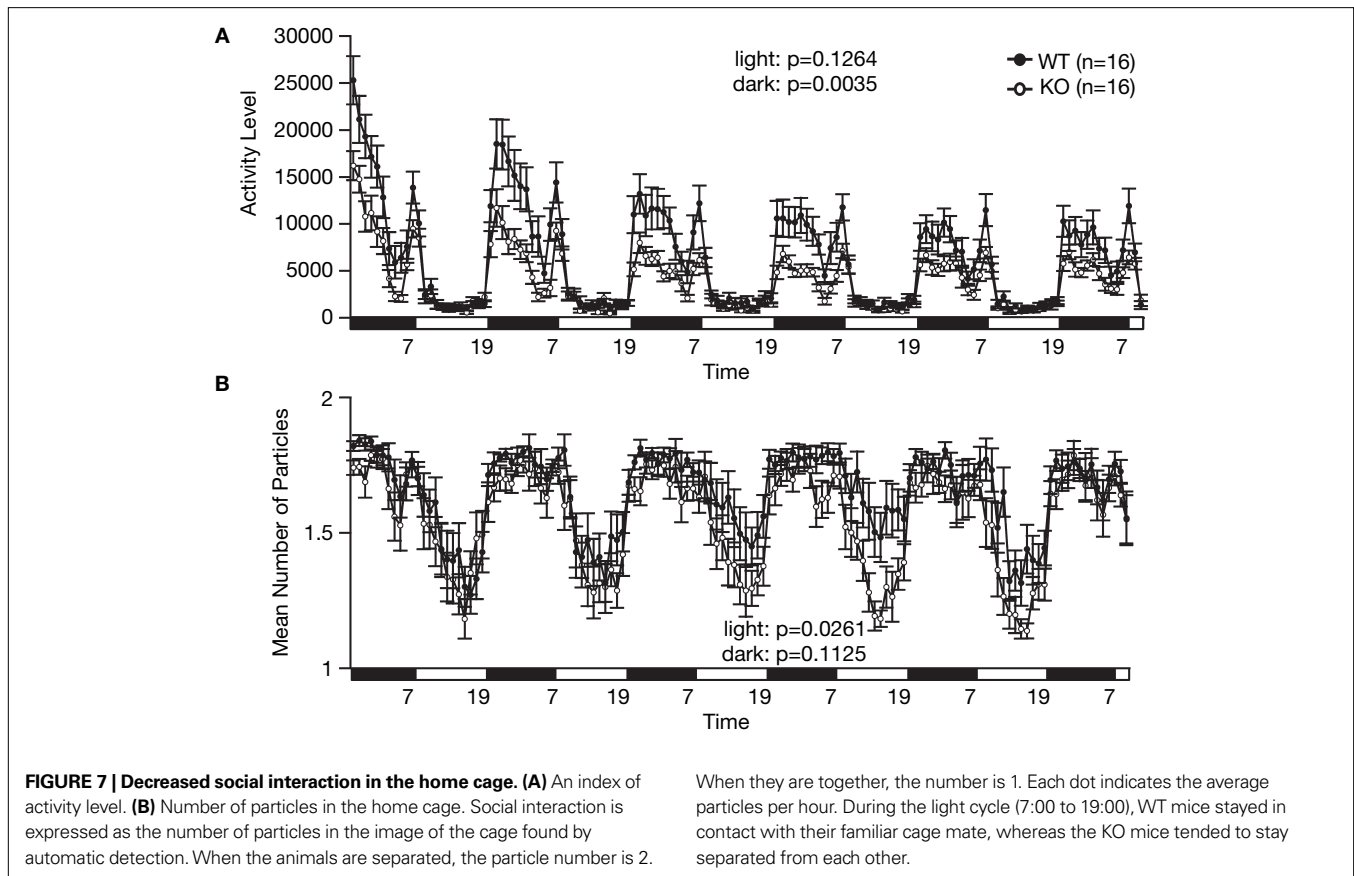 A
30000
25000
20000
15000
10000
5000
0
Activity Level
light: p=0.1264
dark: p=0.0035
WT (n=16)
KO (n=16)
7 19 7 19 7 19 7 19 7 19 7
Time
B
2
1.5
1
Mean Number of Particles
light: p=0.0261
dark: p=0.1125
7 19 7 19 7 19 7 19 7 19 7
Time
FIGURE 7 | Decreased social interaction in the home cage. (A) An index of
activity level. (B) Number of particles in the home cage. Social interaction is
expressed as the number of particles in the image of the cage found by
automatic detection. When the animals are separated, the particle number is 2.
When they are together, the number is 1. Each dot indicates the average
particles per hour. During the light cycle (7:00 to 19:00), WT mice stayed in
contact with their familiar cage mate, whereas the KO mice tended to stay
separated from each other.